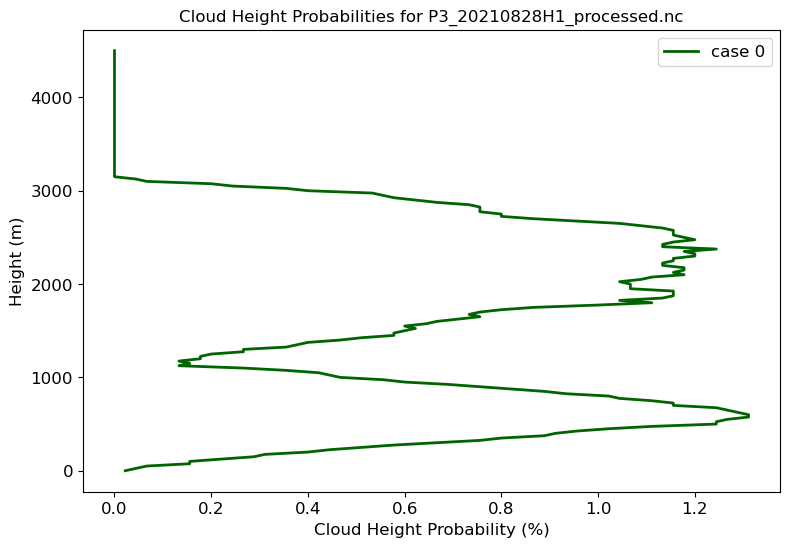 Cloud Height Probabilities for P3_20210828H1_processed.nc
case 0
4000
3000
2000
1000
0
Height (m)
0.0 0.2 0.4 0.6 0.8 1.0 1.2
Cloud Height Probability (%)